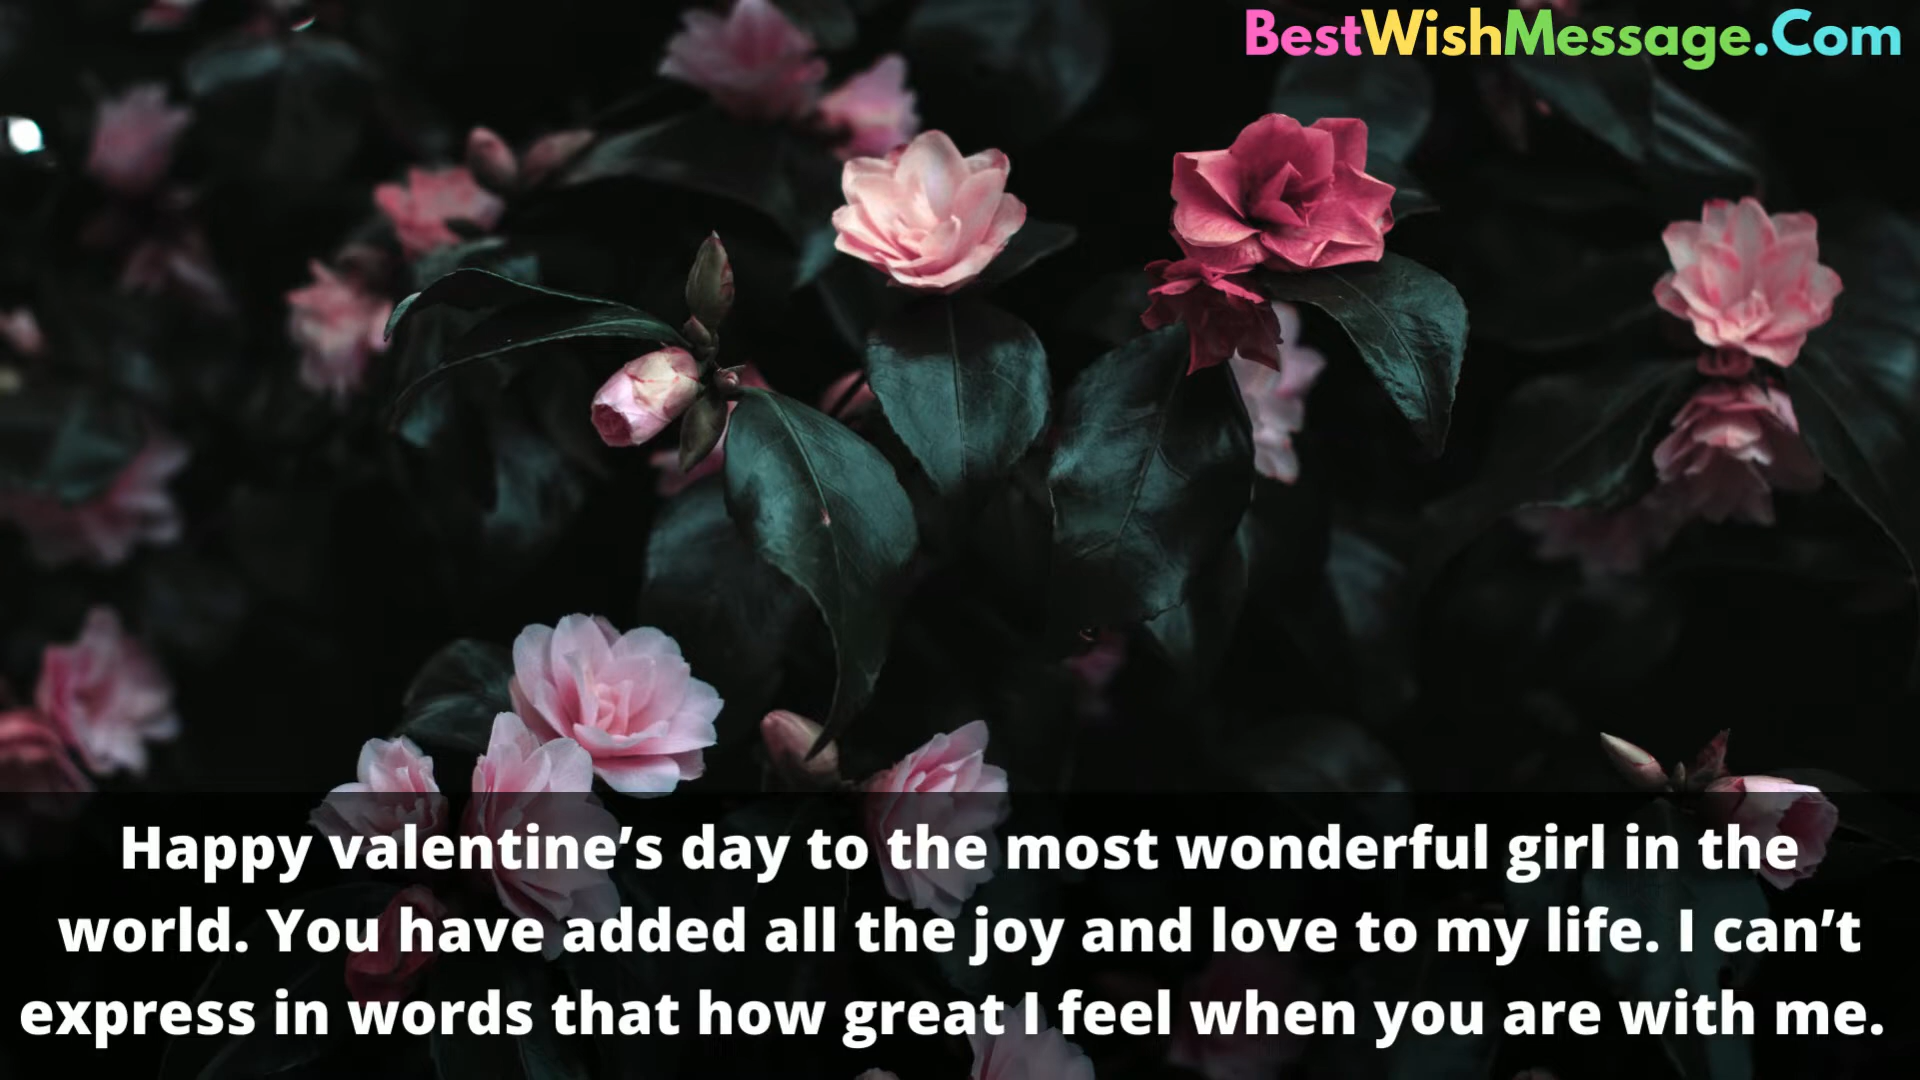 BestWishMessage.Com
Happy valentine’s day to the most wonderful girl in the
world. You have added all the joy and love to my life. I can’t
express in words that how great I feel when you are with me.